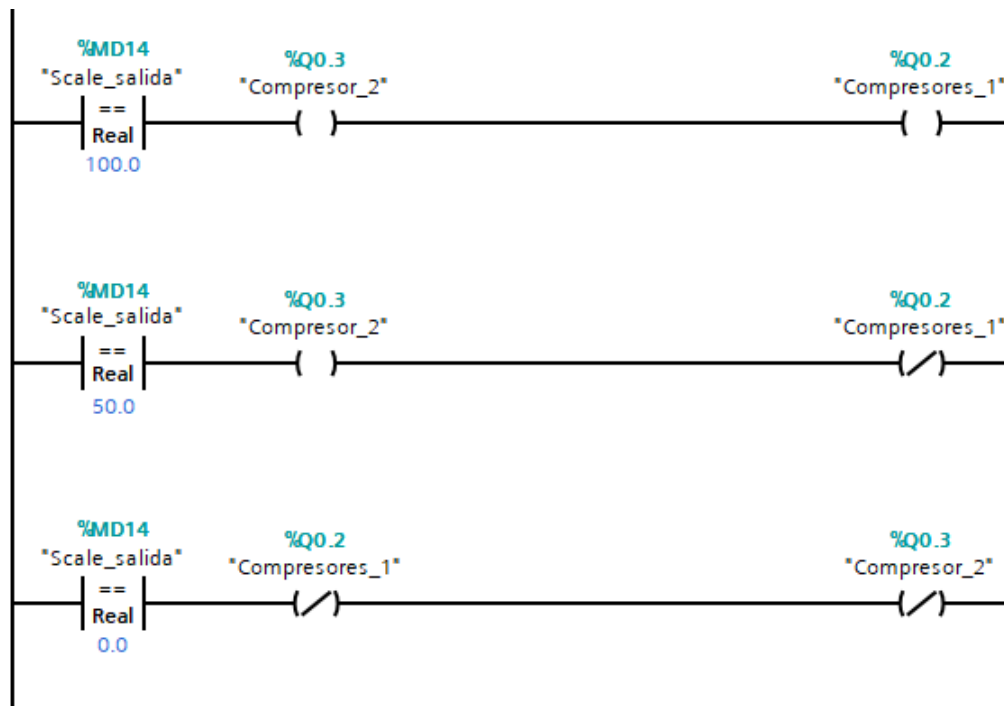 %MD14
"Scale_salida"
==
Real
100.0
%Q0.3
"Compresor_2"
%Q0.2
"Compresores_1"
%MD14
"Scale_salida"
==
Real
50.0
%Q0.3
"Compresor_2"
%Q0.2
"Compresores_1"
%MD14
"Scale_salida"
==
Real
0.0
%Q0.2
"Compresores_1"
%Q0.3
"Compresor_2"